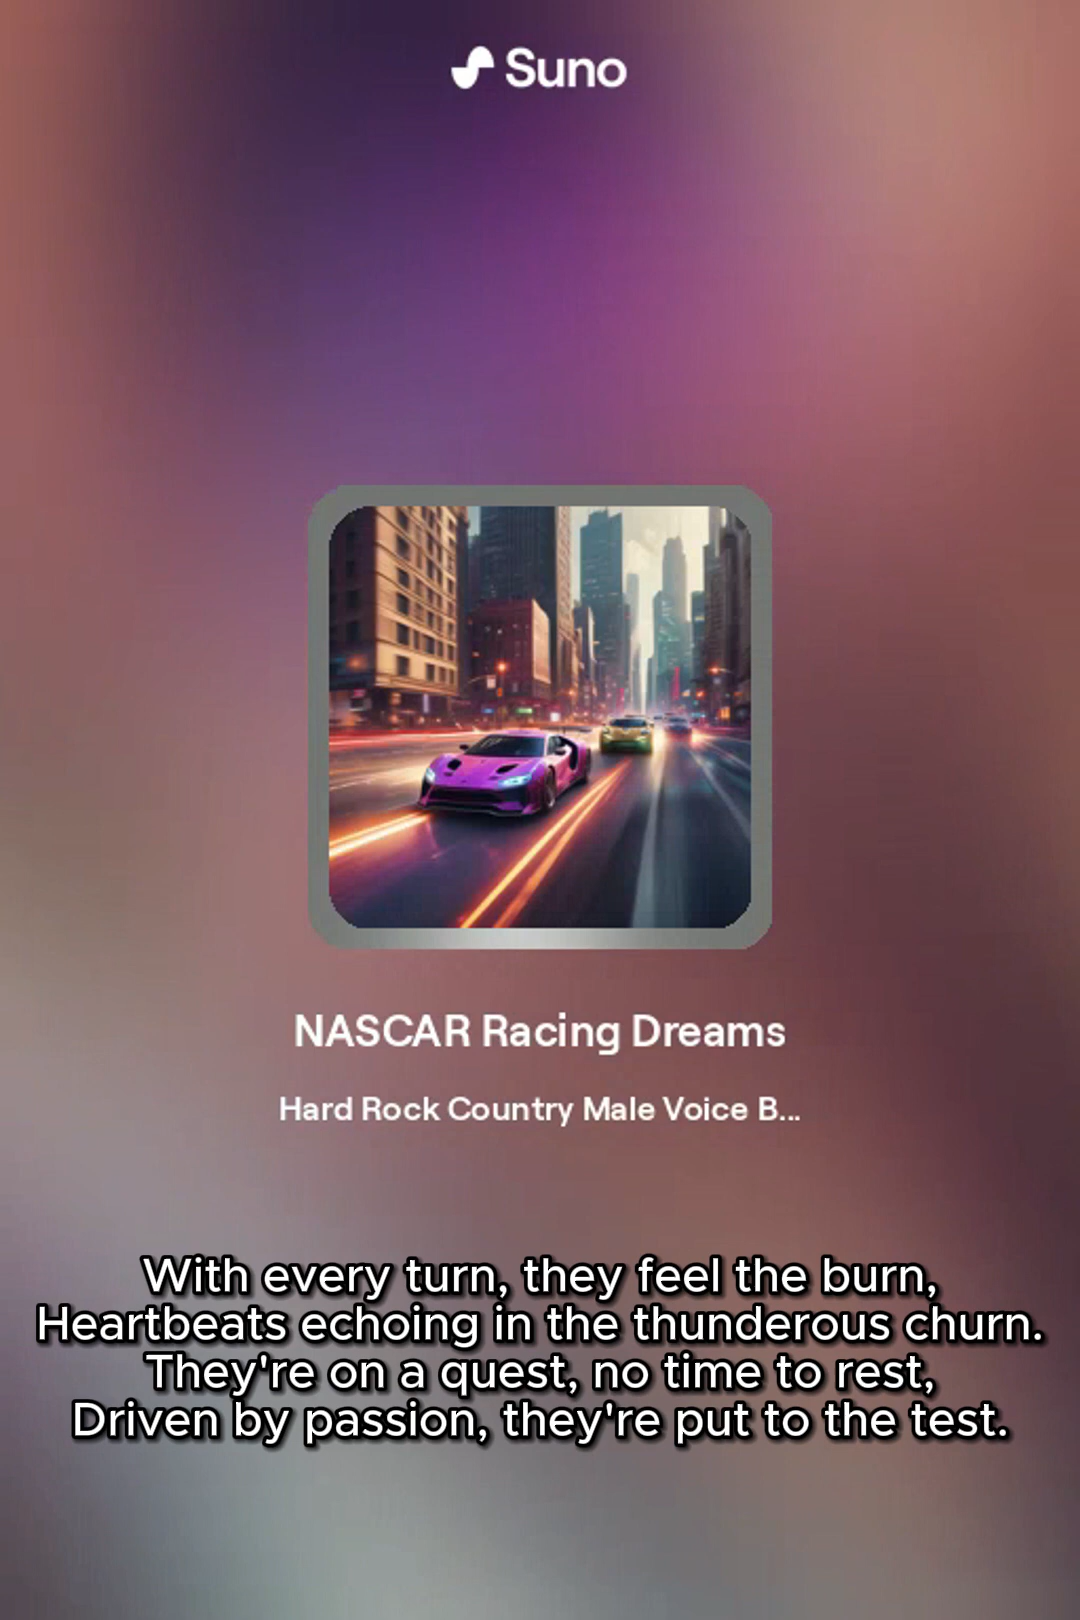 Suno
NASCAR Racing Dreams
Hard Rock Country Male Voice B...
With every turn, they feel the burn,
Heartbeats echoing in the thunderous churn.
They're on a quest, no time to rest,
Driven by passion, they're put to the test.